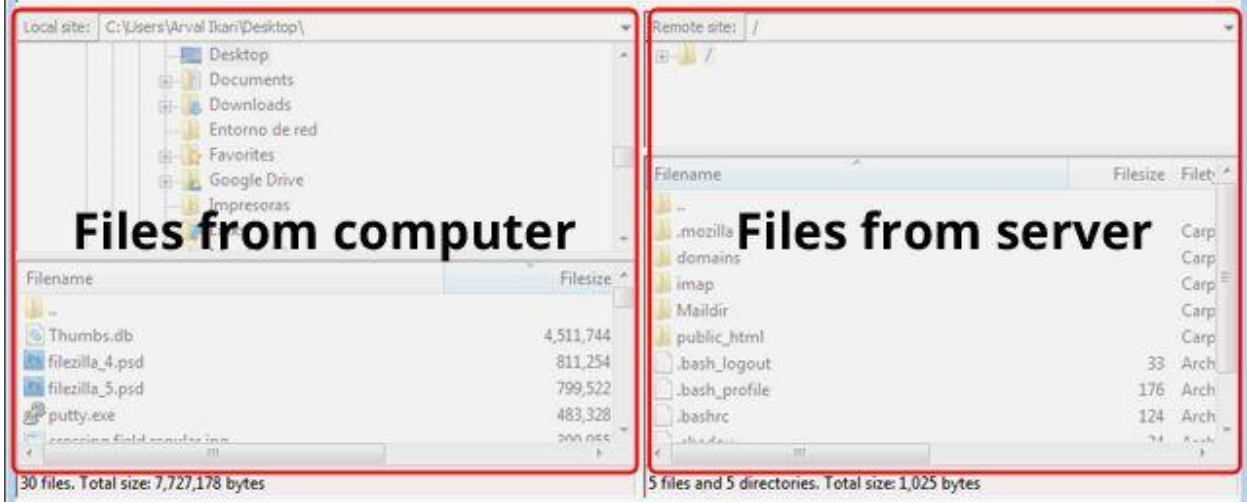 Local site: C:\Users\Arval Ikari\Desktop\
Desktop
Documents
Downloads
Entorno de red
Favorites
Google Drive
Impresoras
Files from computer
Filename Filesize
..
Thumbs.db 4,511,744
filezilla_4.psd 811,254
filezilla_5.psd 799,522
putty.exe 483,328
30 files. Total size: 7,727,178 bytes
Remote site: /
/
Filename Filesize
..
.mozilla Carp
Files from server
domains Carp
imap Carp
Maildir Carp
public_html Carp
.bash_logout 33 Arch
.bash_profile 176 Arch
.bashrc 124 Arch
5 files and 5 directories. Total size: 1,025 bytes